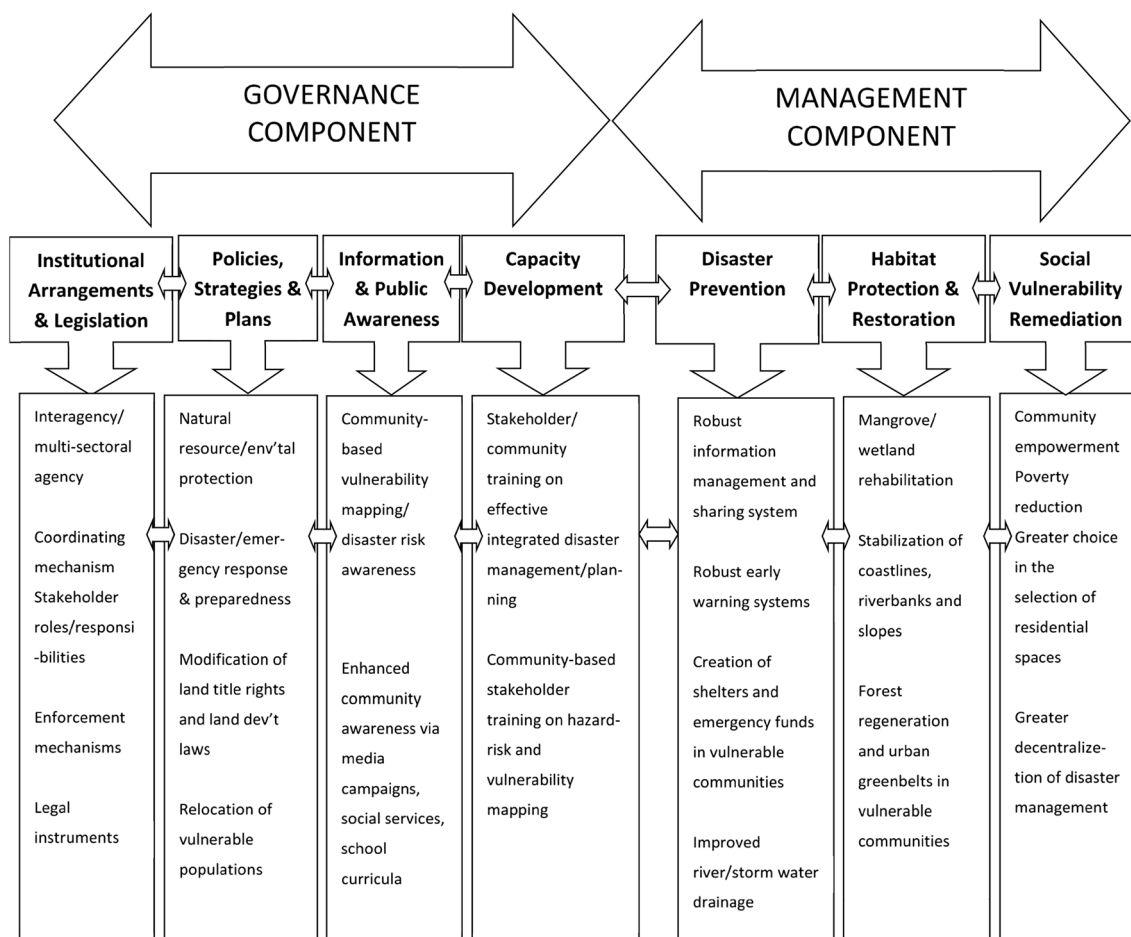 GOVERNANCE
COMPONENT
MANAGEMENT
COMPONENT
Institutional
Arrangements
& Legislation
Policies,
Strategies &
Plans
Information
& Public
Awareness
Capacity
Development
Disaster
Prevention
Habitat
Protection &
Restoration
Social
Vulnerability
Remediation
Interagency/
multi-sectoral
agency
Coordinating
mechanism
Stakeholder
roles/responsi
-bilities
Enforcement
mechanisms
Legal
instruments
Natural
resource/env’tal
protection
Disaster/emer-
gency response
& preparedness
Modification of
land title rights
and land dev’t
laws
Relocation of
vulnerable
populations
Community-
based
vulnerability
mapping/
disaster risk
awareness
Enhanced
community
awareness via
media
campaigns,
social services,
school
curricula
Stakeholder/
community
training on
effective
integrated disaster
management/plan-
ning
Community-based
stakeholder
training on hazard-
risk and
vulnerability
mapping
Robust
information
management and
sharing system
Robust early
warning systems
Creation of
shelters and
emergency funds
in vulnerable
communities
Improved
river/storm water
drainage
Mangrove/
wetland
rehabilitation
Stabilization of
coastlines,
riverbanks and
slopes
Forest
regeneration
and urban
greenbelts in
vulnerable
communities
Community
empowerment
Poverty
reduction
Greater choice
in the
selection of
residential
spaces
Greater
decentralize-
tion of disaster
management